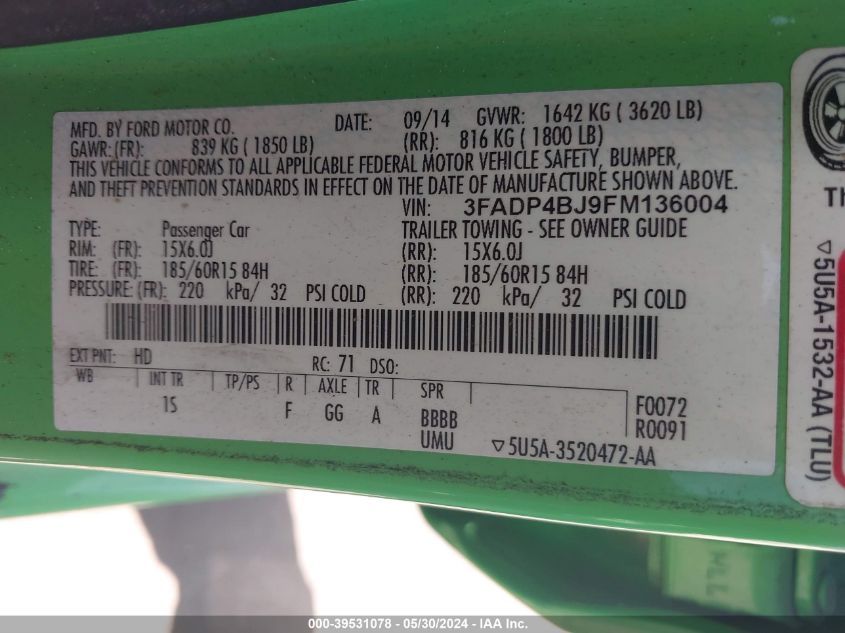 MFD. BY FORD MOTOR CO. DATE: 09/14 GVWR: 1642 KG ( 3620 LB)
GAWR:(FR): 839 KG ( 1850 LB) (RR): 816 KG ( 1800 LB)
THIS VEHICLE CONFORMS TO ALL APPLICABLE FEDERAL MOTOR VEHICLE SAFETY, BUMPER,
AND THEFT PREVENTION STANDARDS IN EFFECT ON THE DATE OF MANUFACTURE SHOWN ABOVE.
VIN: 3FADP4BJ9FM136004
TYPE: Passenger Car TRAILER TOWING - SEE OWNER GUIDE
RIM: (FR): 15X6.0J (RR): 15X6.0J
TIRE: (FR): 185/60R15 84H (RR): 185/60R15 84H
PRESSURE:(FR): 220 kPa/ 32 PSI COLD (RR): 220 kPa/ 32 PSI COLD
EXT PNT: HD RC: 71 DSO:
WB INT TR TP/PS R AXLE TR SPR
1S F GG A BBBB F0072
UMU R0091
5U5A-3520472-AA
5U5A-1532-AA (TLU)
000-39531078 - 05/30/2024 - IAA Inc.